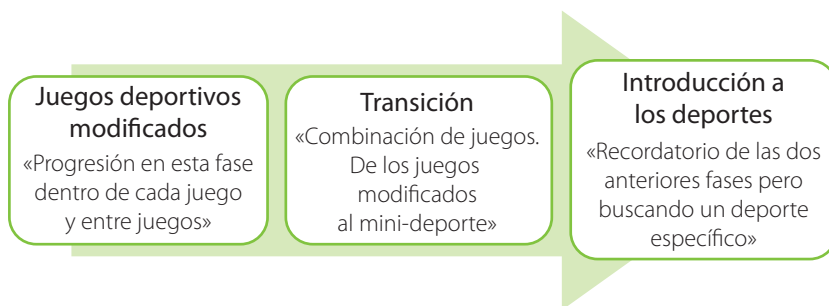 Juegos deportivos
modificados
«Progresión en esta fase
dentro de cada juego
y entre juegos»
Transición
«Combinación de juegos.
De los juegos
modificados
al mini-deporte»
Introducción a
los deportes
«Recordatorio de las dos
anteriores fases pero
buscando un deporte
específico»